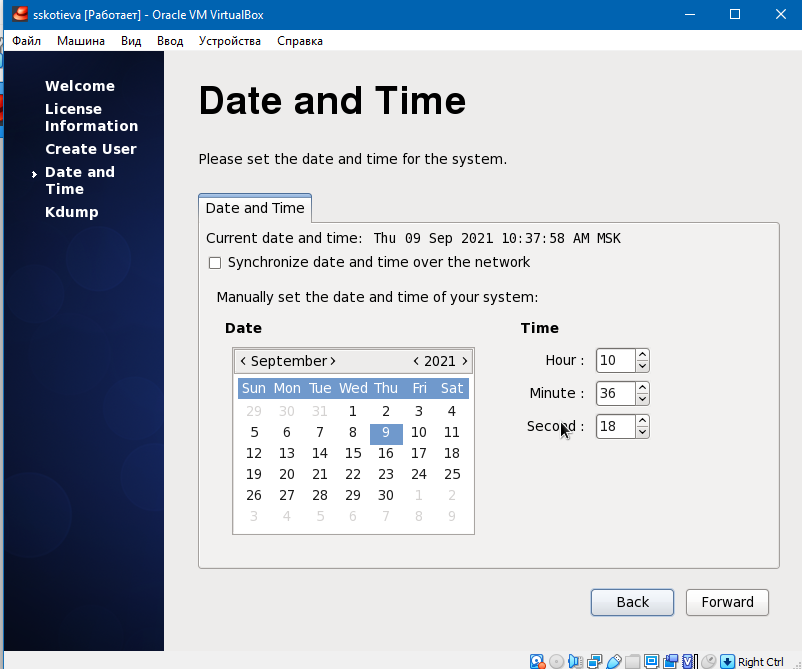 sskotieva [Работает] - Oracle VM VirtualBox
Файл Машина Вид Ввод Устройства Справка
Welcome
License
Information
Create User
Date and
Time
Kdump
Date and Time
Please set the date and time for the system.
Date and Time
Current date and time: Thu 09 Sep 2021 10:37:58 AM MSK
Synchronize date and time over the network
Manually set the date and time of your system:
Date
< September > < 2021 >
Sun Mon Tue Wed Thu Fri Sat
29 30 31 1 2 3 4
5 6 7 8 9 10 11
12 13 14 15 16 17 18
19 20 21 22 23 24 25
26 27 28 29 30 1 2
3 4 5 6 7 8 9
Time
Hour : 10
Minute : 36
Second : 18
Back Forward
Right Ctrl